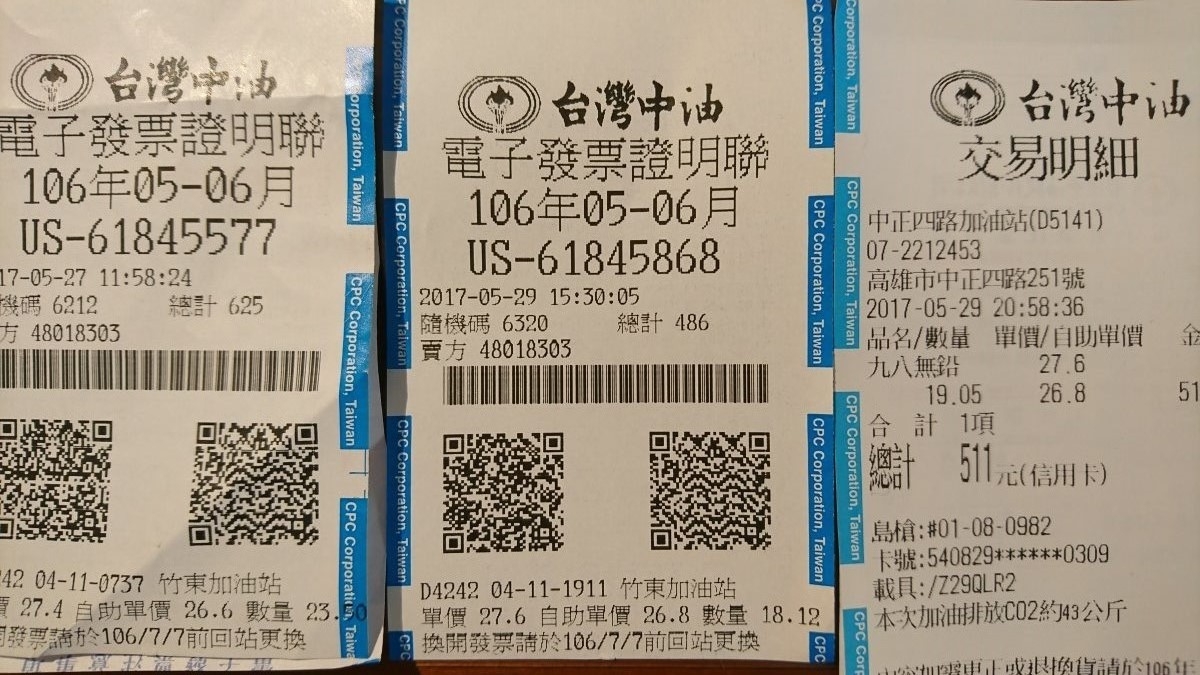 台灣中油
電子發票證明聯
106年05-06月
US-61845577
17-05-27 11:58:24
機碼 6212 總計 625
方 48018303
242 04-11-0737 竹東加油站
27.4 自助單價 26.6 數量
開發票請於106/7/7前回站更換
CPC Corporation, Taiwan
台灣中油
電子發票證明聯
106年05-06月
US-61845868
2017-05-29 15:30:05
隨機碼 6320 總計 486
賣方 48018303
D4242 04-11-1911 竹東加油站
單價 27.6 自助單價 26.8 數量 18.12
換開發票請於106/7/7前回站更換
CPC Corporation, Taiwan
台灣中油
交易明細
中正四路加油站(D5141)
07-2212453
高雄市中正四路251號
2017-05-29 20:58:36
品名/數量 單價/自助單價 金
九八無鉛 27.6
19.05 26.8 51
合 計 1項
總計 511元(信用卡)
島槍:#01-08-0982
卡號:540829******0309
載具:/Z29QLR2
本次加油排放CO2約43公斤
CPC Corporation, Taiwan